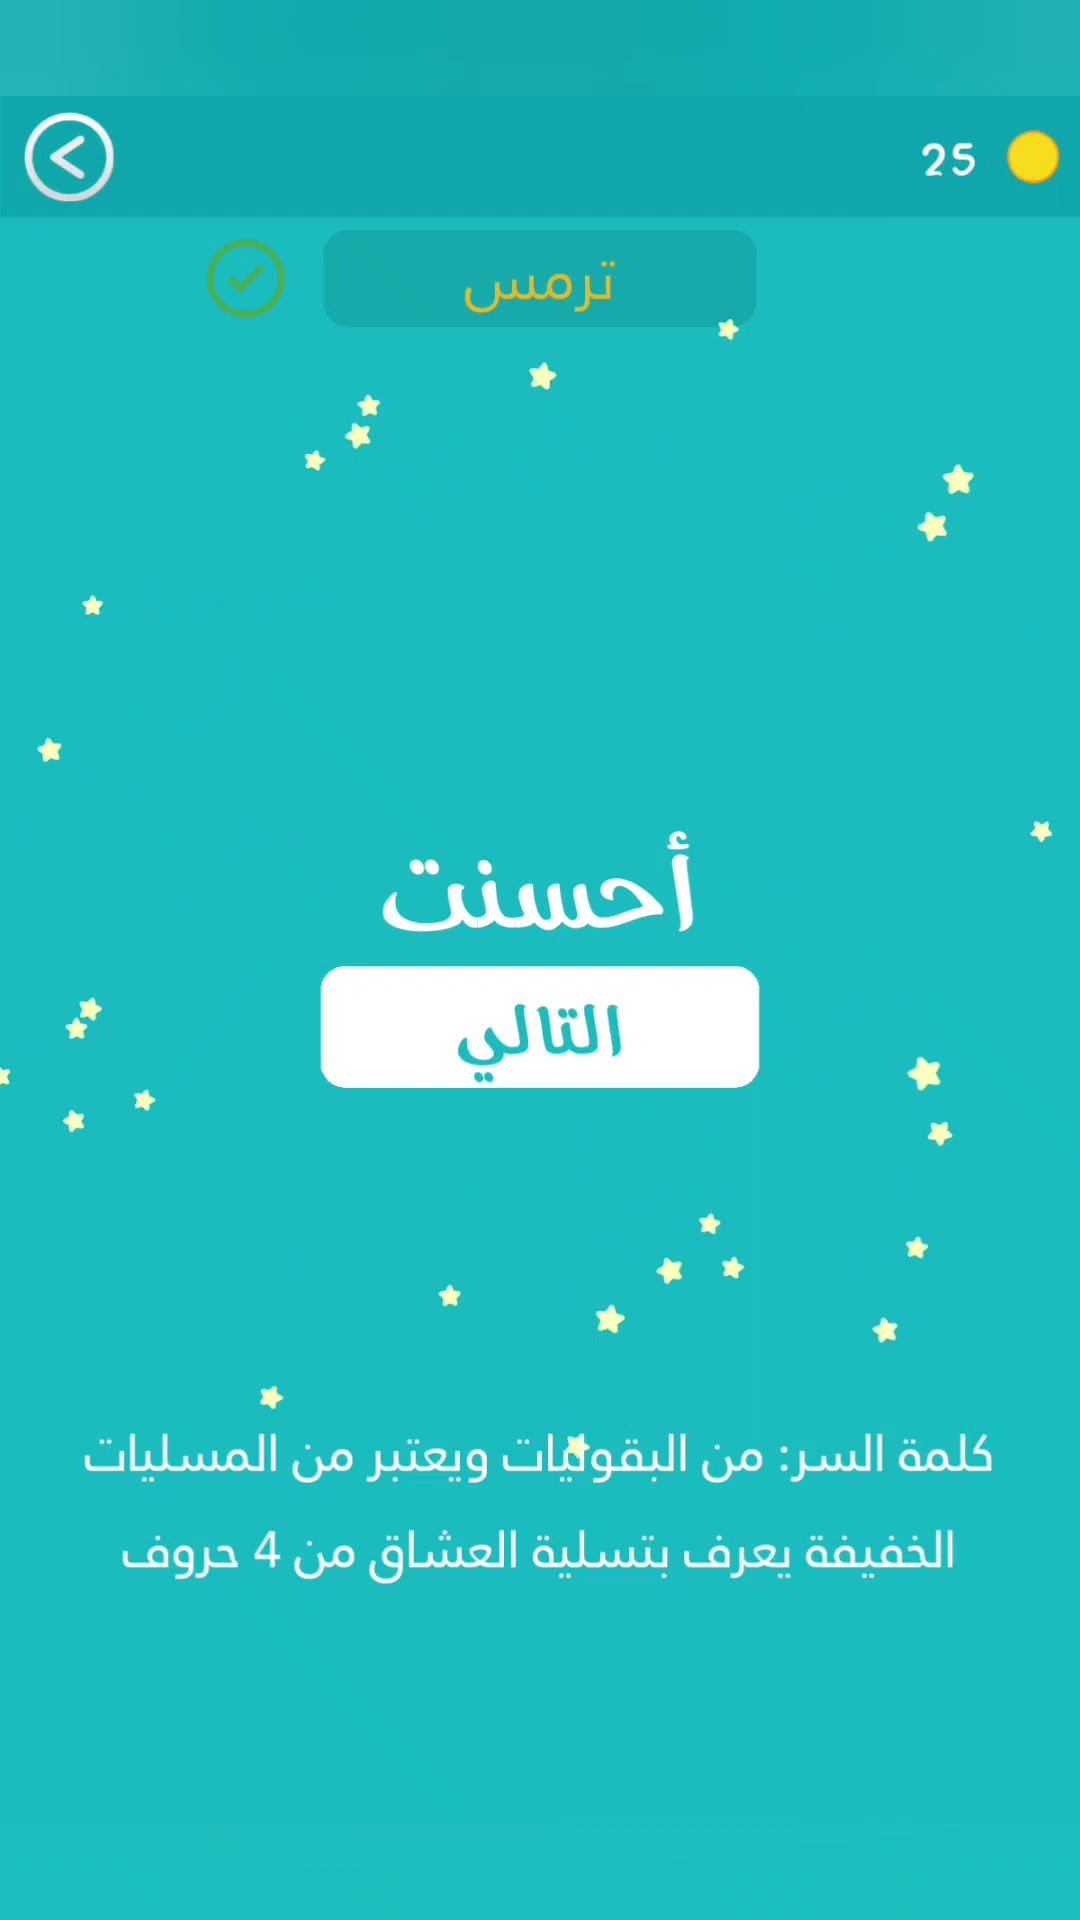 25
ترمس
أحسنت
التالي
كلمة السر: من البقوليات ويعتبر من المسليات
الخفيفة يعرف بتسلية العشاق من 4 حروف